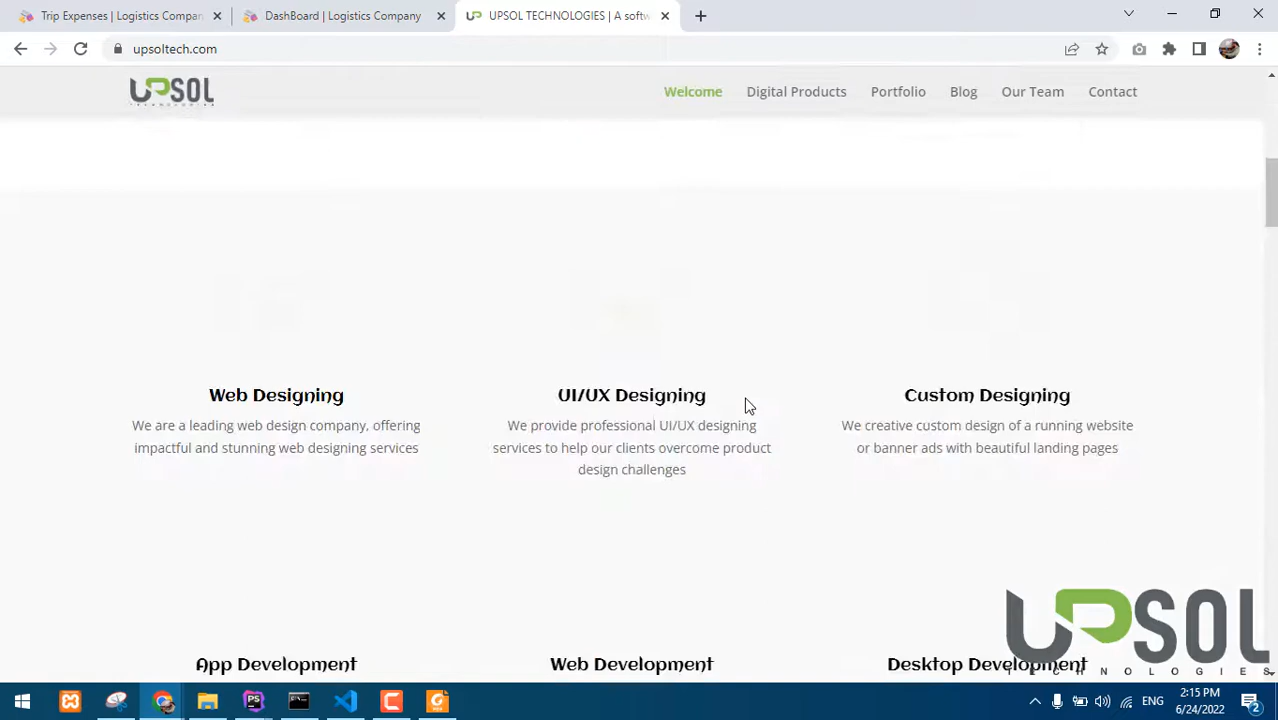 Trip Expenses | Logistics Compan
DashBoard | Logistics Company
UPSOL TECHNOLOGIES | A softw
upsoltech.com
UPSOL
TECHNOLOGIES
Welcome
Digital Products
Portfolio
Blog
Our Team
Contact
Web Designing
We are a leading web design company, offering
impactful and stunning web designing services
UI/UX Designing
We provide professional UI/UX designing
services to help our clients overcome product
design challenges
Custom Designing
We creative custom design of a running website
or banner ads with beautiful landing pages
App Development
Web Development
Desktop Development
UPSOL
TECHNOLOGIES
PS
ENG
2:15 PM
6/24/2022
2